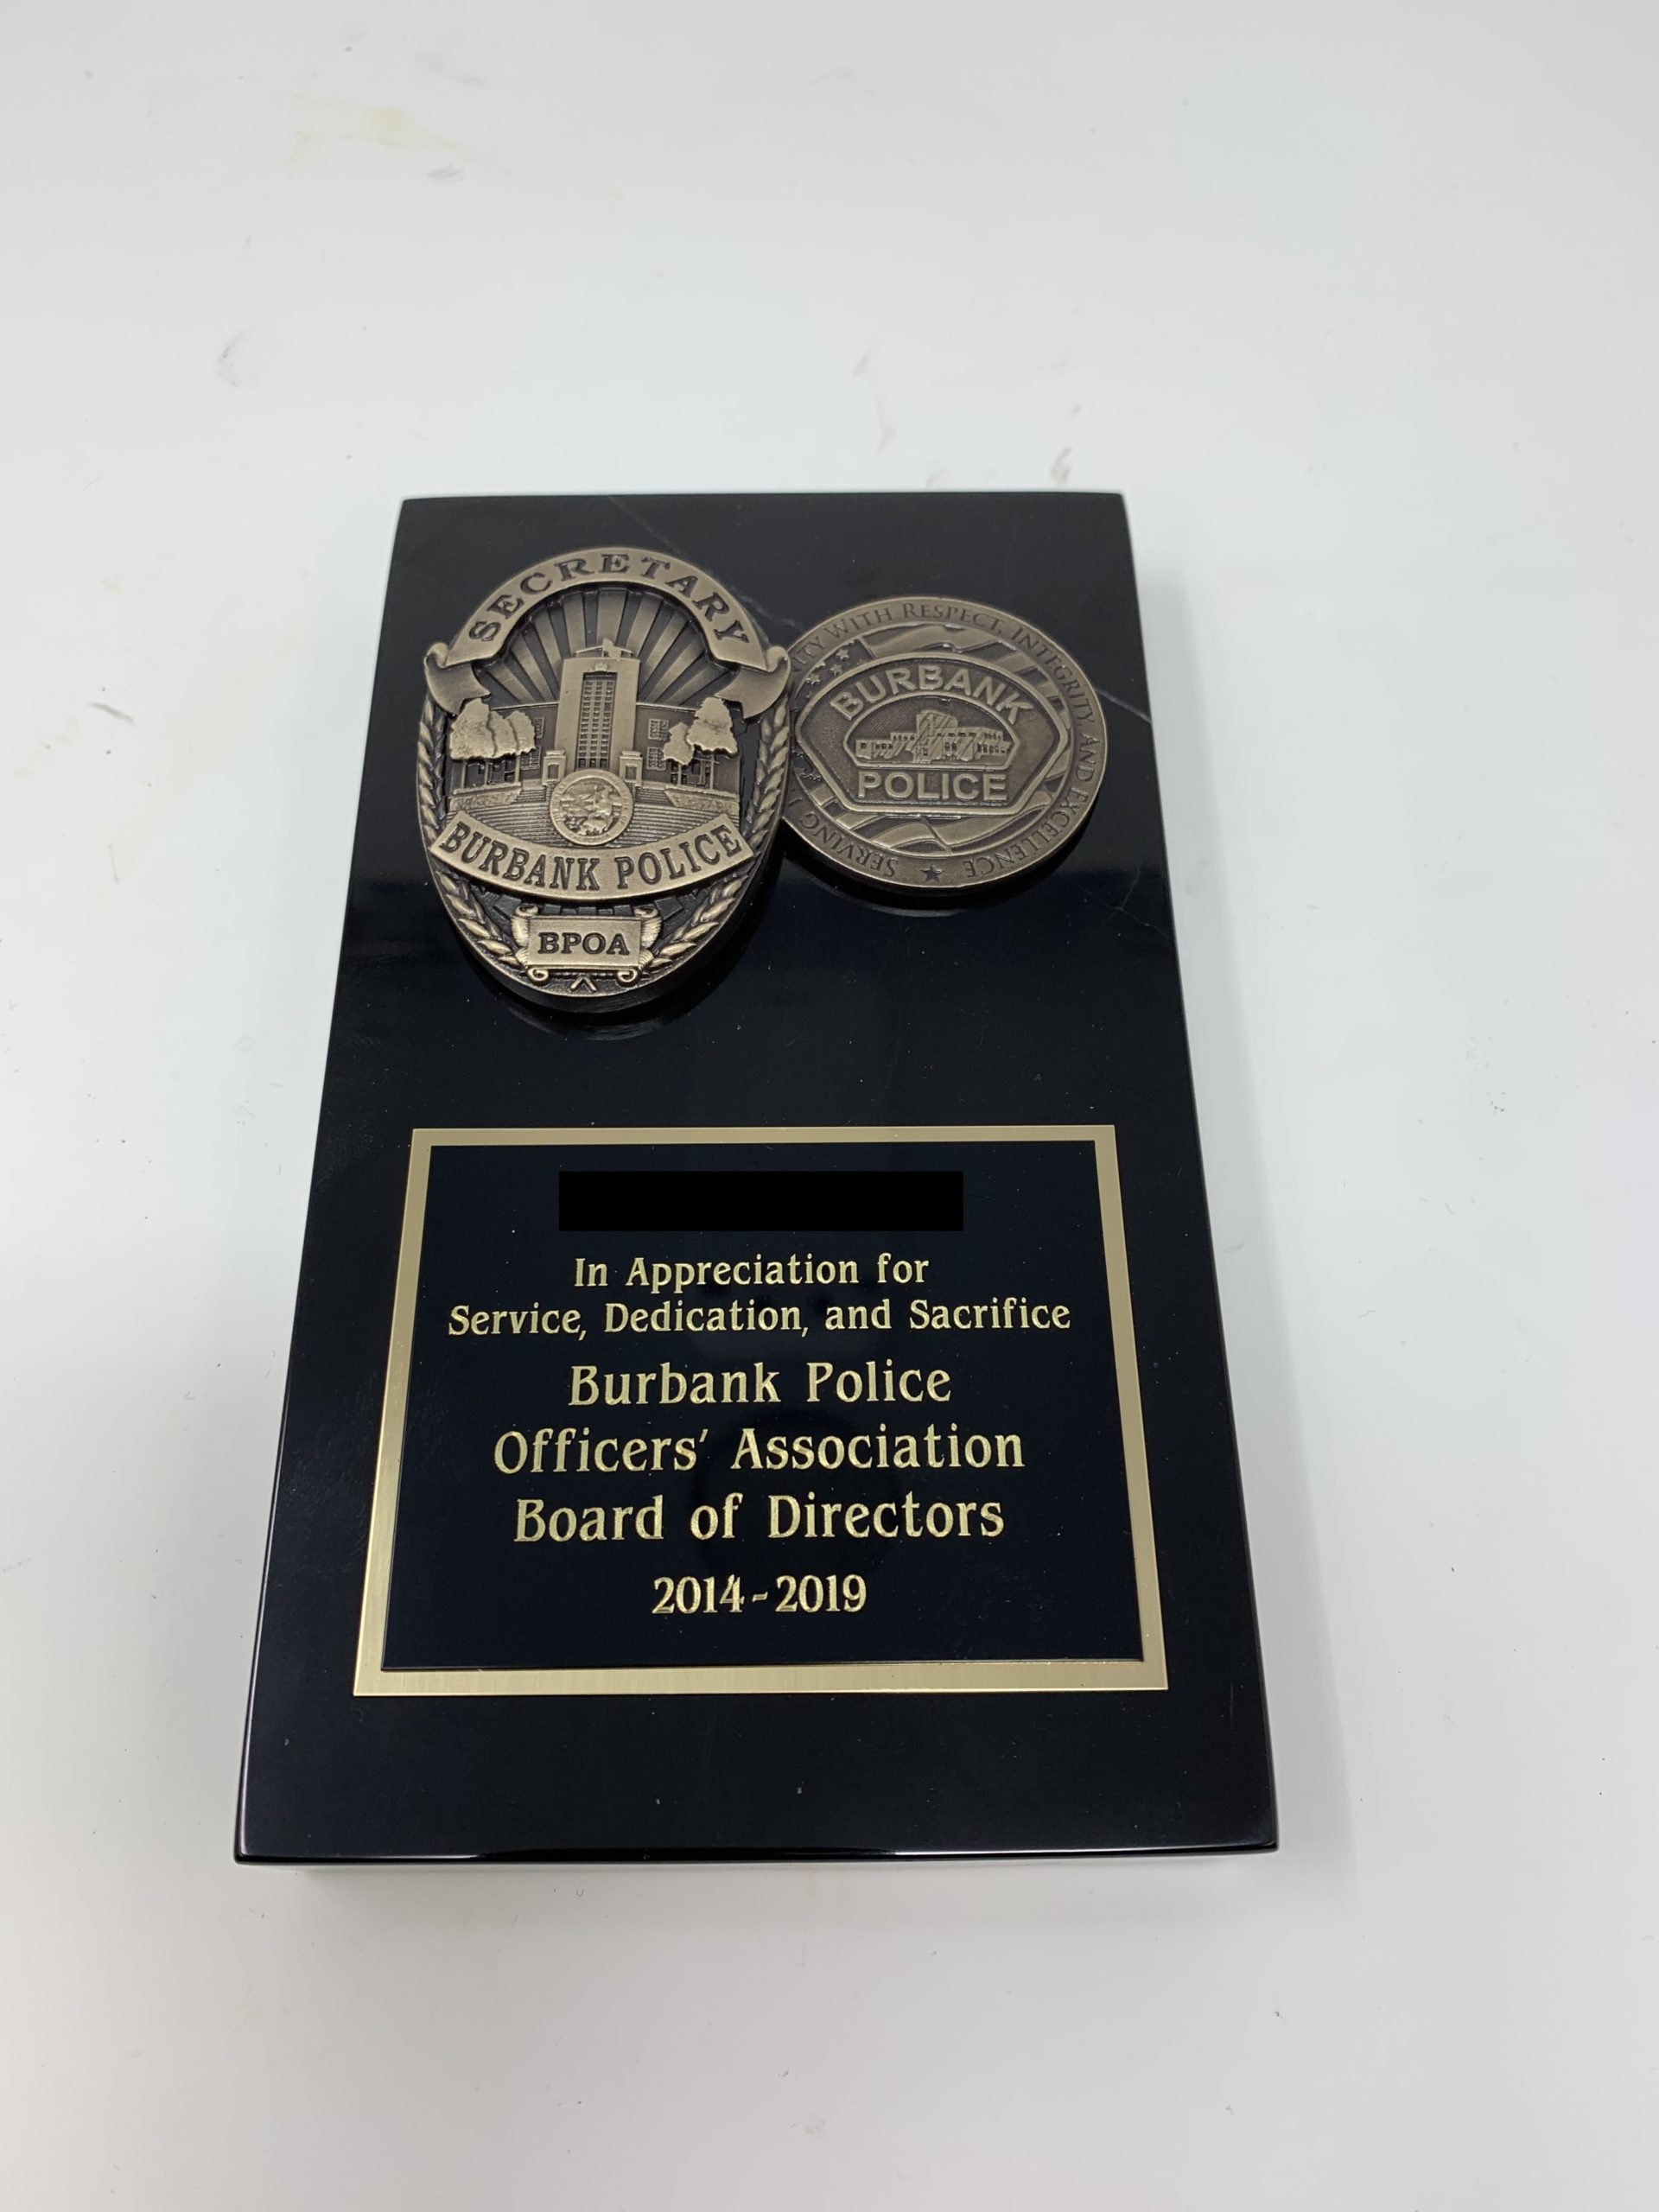 SECRETARY
BURBANK POLICE
BPOA
SERVING WITH RESPECT, INTEGRITY, AND EXCELLENCE
BURBANK
POLICE
In Appreciation for
Service, Dedication, and Sacrifice
Burbank Police
Officers' Association
Board of Directors
2014-2019